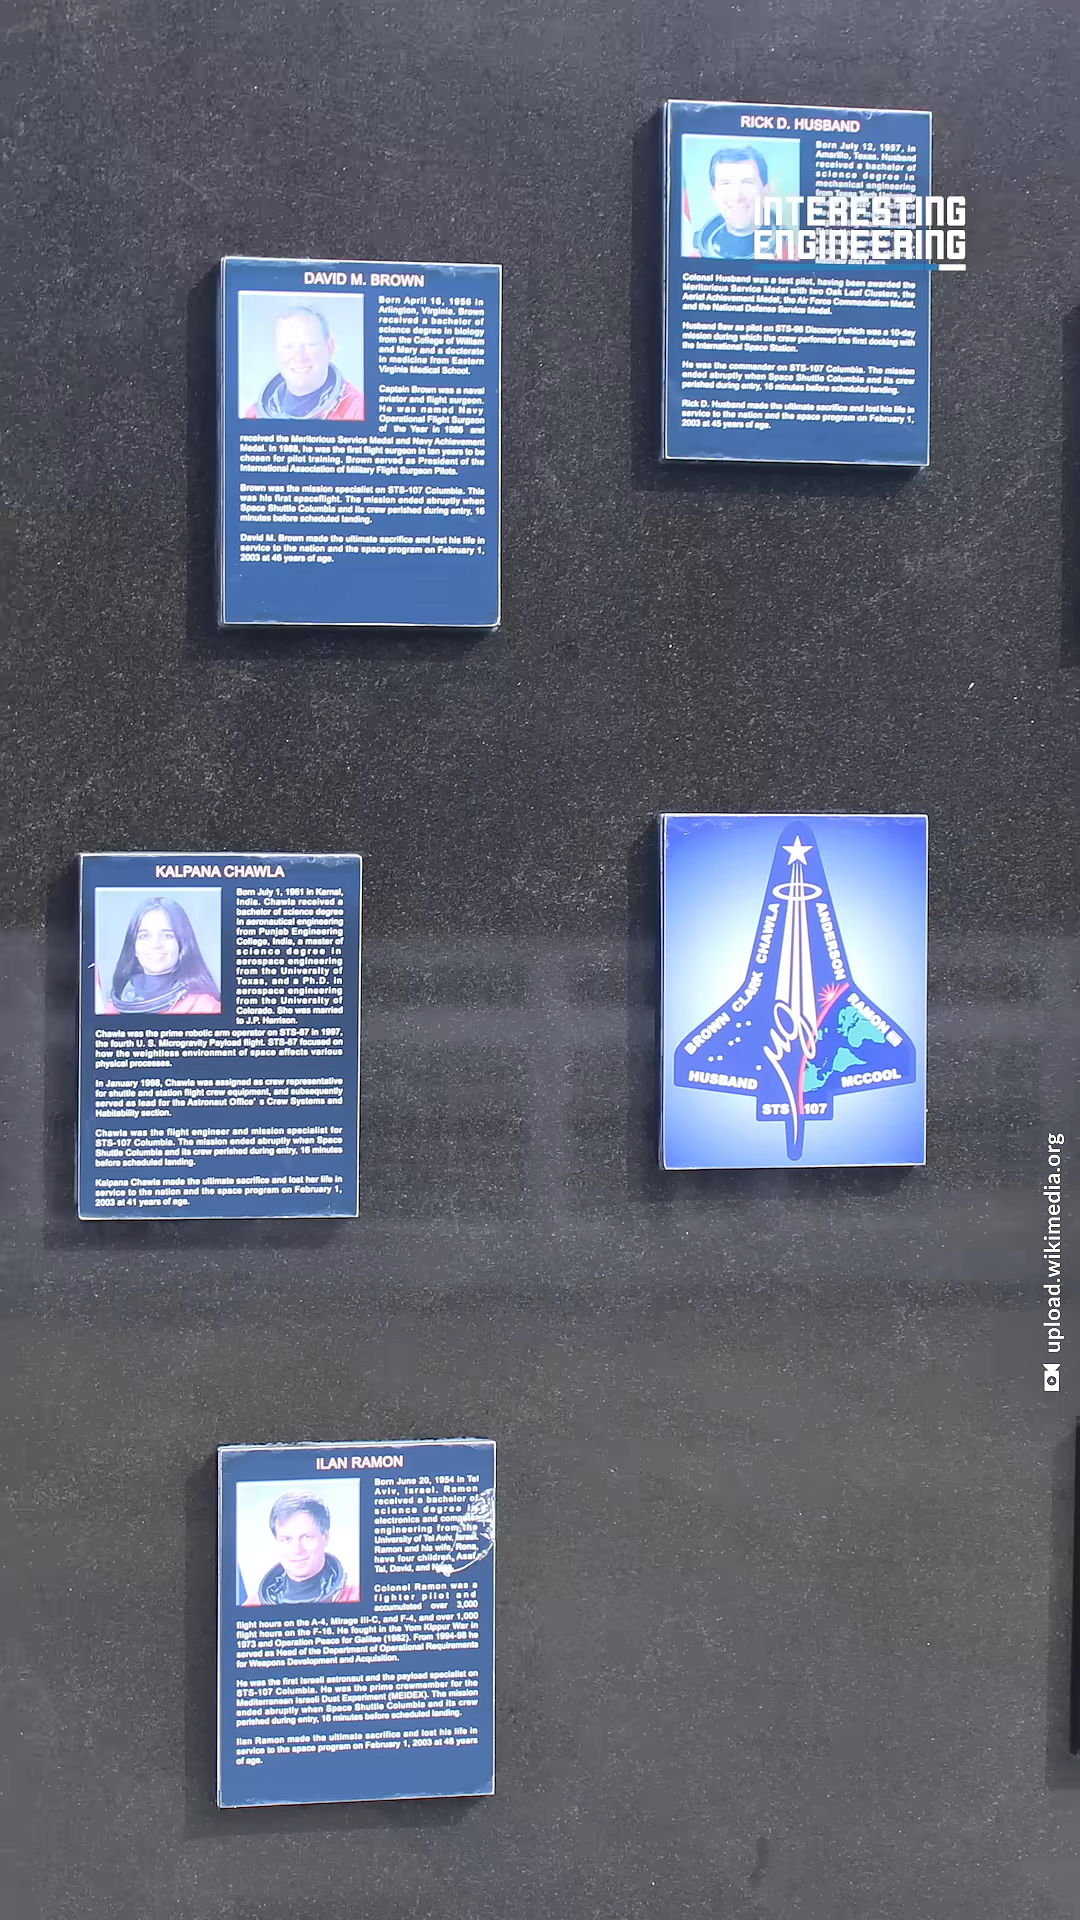 RICK D. HUSBAND
Born July 12, 1957, in
Amarillo, Texas. Husband
received a bachelor of
science degree in
mechanical engineering
from Texas Tech University
INTERESTING
ENGINEERING
Colonel Husband was a test pilot, having been awarded the
Meritorious Service Medal with two Oak Leaf Clusters, the
Aerial Achievement Medal, the Air Force Commendation Medal,
and the National Defense Service Medal.
Husband flew as pilot on STS-96 Discovery which was a 10-day
mission during which the crew performed the first docking with
the International Space Station.
He was the commander on STS-107 Columbia. The mission
ended abruptly when Space Shuttle Columbia and its crew
perished during entry, 16 minutes before scheduled landing.
Rick D. Husband made the ultimate sacrifice and lost his life in
service to the nation and the space program on February 1,
2003 at 45 years of age.
DAVID M. BROWN
Born April 16, 1956 in
Arlington, Virginia. Brown
received a bachelor of
science degree in biology
from the College of William
and Mary and a doctorate
in medicine from Eastern
Virginia Medical School.
Captain Brown was a naval
aviator and flight surgeon.
He was named Navy
Operational Flight Surgeon
of the Year in 1986 and
received the Meritorious Service Medal and Navy Achievement
Medal. In 1988, he was the first flight surgeon in ten years to be
chosen for pilot training. Brown served as President of the
International Association of Military Flight Surgeon Pilots.
Brown was the mission specialist on STS-107 Columbia. This
was his first spaceflight. The mission ended abruptly when
Space Shuttle Columbia and its crew perished during entry, 16
minutes before scheduled landing.
David M. Brown made the ultimate sacrifice and lost his life in
service to the nation and the space program on February 1,
2003 at 46 years of age.
KALPANA CHAWLA
Born July 1, 1961 in Karnal,
India. Chawla received a
bachelor of science degree
in aeronautical engineering
from Punjab Engineering
College, India, a master of
science degree in
aerospace engineering
from the University of
Texas, and a Ph.D. in
aerospace engineering
from the University of
Colorado. She was married
to J.P. Harrison.
Chawla was the prime robotic arm operator on STS-87 in 1997,
the fourth U. S. Microgravity Payload flight. STS-87 focused on
how the weightless environment of space affects various
physical processes.
In January 1998, Chawla was assigned as crew representative
for shuttle and station flight crew equipment, and subsequently
served as lead for the Astronaut Office' s Crew Systems and
Habitability section.
Chawla was the flight engineer and mission specialist for
STS-107 Columbia. The mission ended abruptly when Space
Shuttle Columbia and its crew perished during entry, 16 minutes
before scheduled landing.
Kalpana Chawla made the ultimate sacrifice and lost her life in
service to the nation and the space program on February 1,
2003 at 41 years of age.
HUSBAND BROWN CLARK CHAWLA ANDERSON RAMON MCCOOL
μg
STS 107
upload.wikimedia.org
ILAN RAMON
Born June 20, 1954 in Tel
Aviv, Israel. Ramon
received a bachelor of
science degree in
electronics and computer
engineering from the
University of Tel Aviv, Israel.
Ramon and his wife, Rona,
have four children, Asaf,
Tal, David, and
Colonel Ramon was a
fighter pilot and
accumulated over 3,000
flight hours on the A-4, Mirage III-C, and F-4, and over 1,000
flight hours on the F-16. He fought in the Yom Kippur War in
1973 and Operation Peace for Galilee (1982). From 1994-98 he
served as Head of the Department of Operational Requirements
for Weapons Development and Acquisition.
He was the first Israeli astronaut and the payload specialist on
STS-107 Columbia. He was the prime crewmember for the
Mediterranean Israeli Dust Experiment (MEIDEX). The mission
ended abruptly when Space Shuttle Columbia and its crew
perished during entry, 16 minutes before scheduled landing.
Ilan Ramon made the ultimate sacrifice and lost his life in
service to the space program on February 1, 2003 at 48 years
of age.